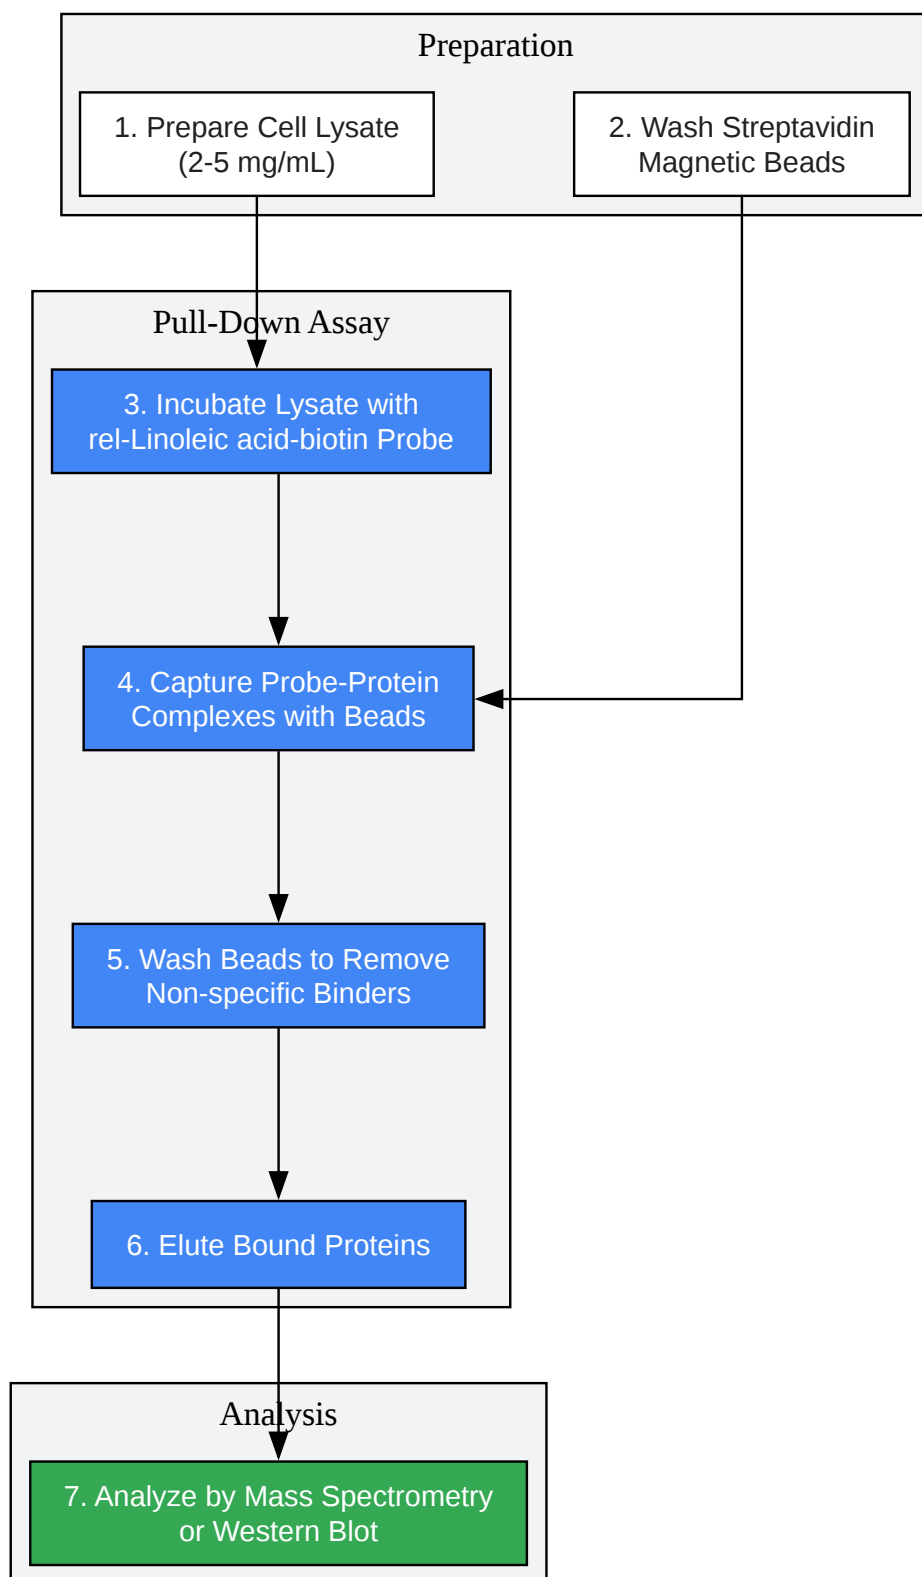 Preparation
1. Prepare Cell Lysate
(2-5 mg/mL)
2. Wash Streptavidin
Magnetic Beads
Pull-Down Assay
3. Incubate Lysate with
rel-Linoleic acid-biotin Probe
4. Capture Probe-Protein
Complexes with Beads
5. Wash Beads to Remove
Non-specific Binders
6. Elute Bound Proteins
Analysis
7. Analyze by Mass Spectrometry
or Western Blot